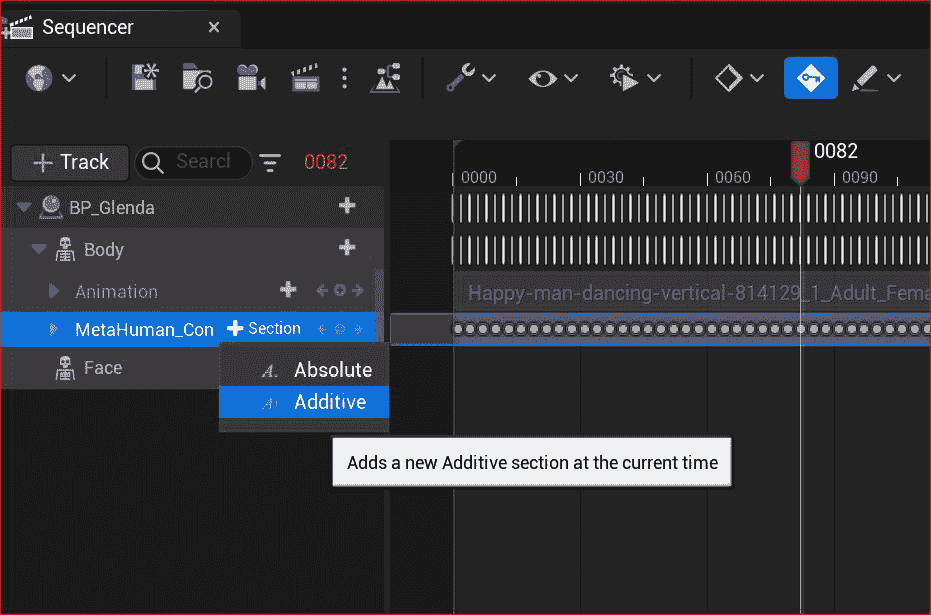 Sequencer
Track
Search
0082
0082
0000
0030
0060
0090
BP_Glenda
Body
Animation
Happy-man-dancing-vertical-814129_1_Adult_Fema
MetaHuman_Con
Section
Absolute
Face
Additive
Adds a new Additive section at the current time